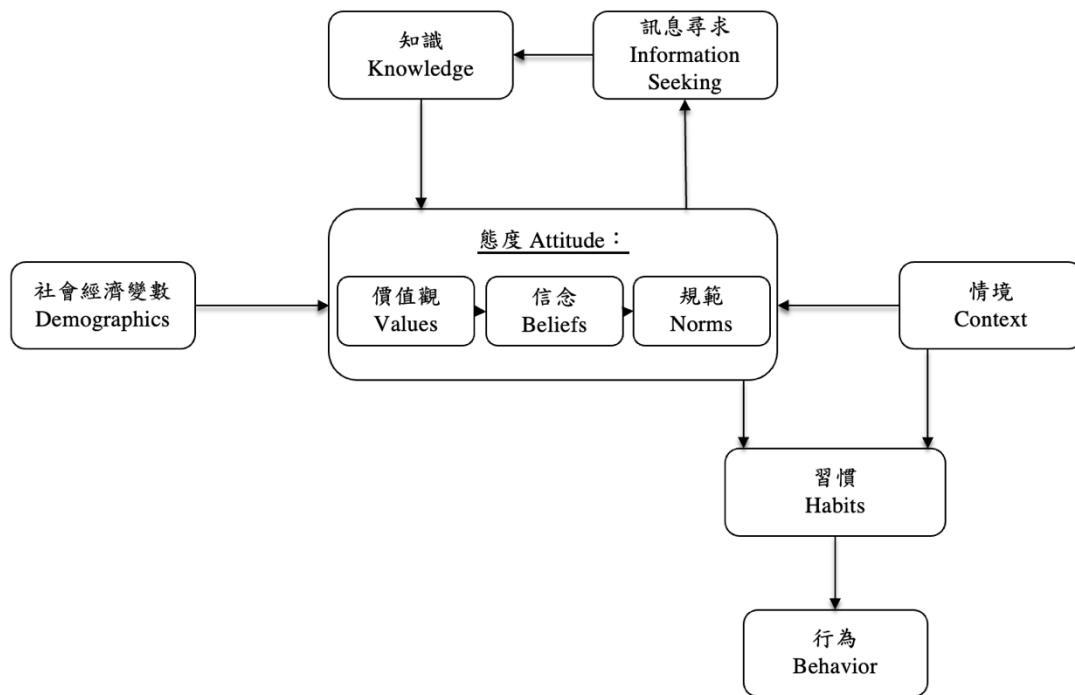 知識
Knowledge
訊息尋求
Information
Seeking
態度 Attitude：
社會經濟變數
Demographics
價值觀
Values
信念
Beliefs
規範
Norms
情境
Context
習慣
Habits
行為
Behavior